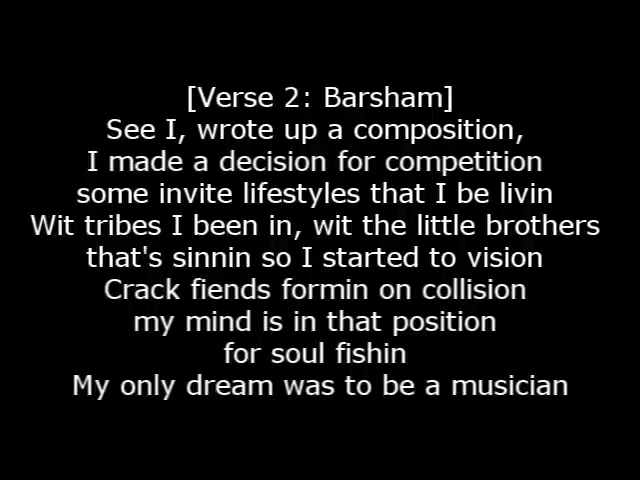 [Verse 2: Barsham]
See I, wrote up a composition,
I made a decision for competition
some invite lifestyles that I be livin
Wit tribes I been in, wit the little brothers
that's sinnin so I started to vision
Crack fiends formin on collision
my mind is in that position
for soul fishin
My only dream was to be a musician